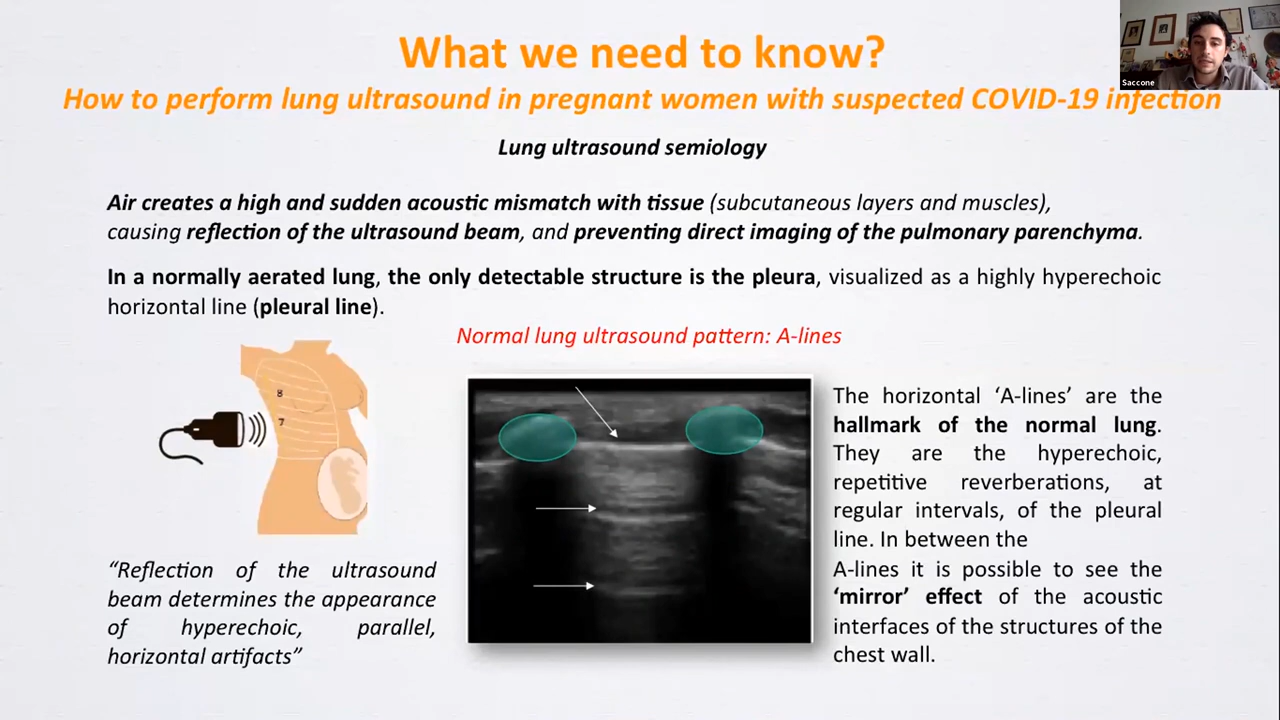 What we need to know?
How to perform lung ultrasound in pregnant women with suspected COVID-19 infection
Saccone
Lung ultrasound semiology
Air creates a high and sudden acoustic mismatch with tissue (subcutaneous layers and muscles),
causing reflection of the ultrasound beam, and preventing direct imaging of the pulmonary parenchyma.
In a normally aerated lung, the only detectable structure is the pleura, visualized as a highly hyperechoic
horizontal line (pleural line).
Normal lung ultrasound pattern: A-lines
8
7
"Reflection of the ultrasound
beam determines the appearance
of hyperechoic, parallel,
horizontal artifacts"
The horizontal 'A-lines' are the
hallmark of the normal lung.
They are the hyperechoic,
repetitive reverberations, at
regular intervals, of the pleural
line. In between the
A-lines it is possible to see the
'mirror' effect of the acoustic
interfaces of the structures of the
chest wall.